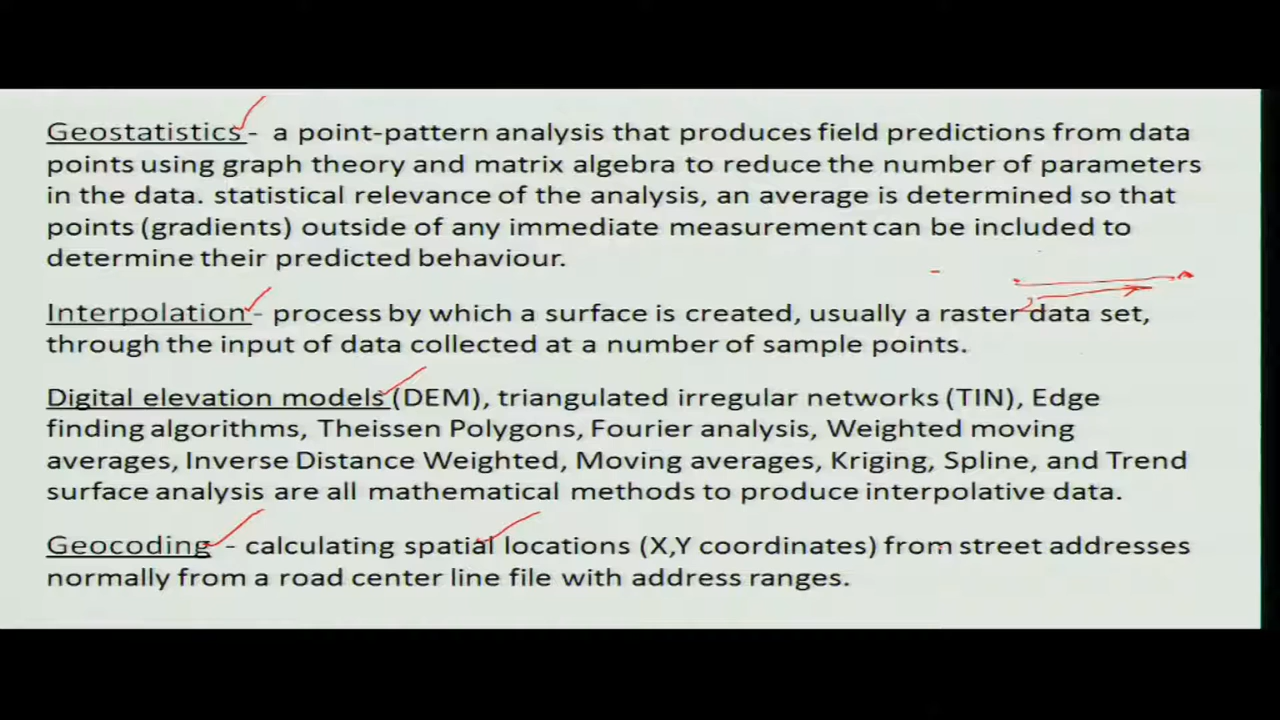 Geostatistics - a point-pattern analysis that produces field predictions from data
points using graph theory and matrix algebra to reduce the number of parameters
in the data. statistical relevance of the analysis, an average is determined so that
points (gradients) outside of any immediate measurement can be included to
determine their predicted behaviour.
Interpolation - process by which a surface is created, usually a raster data set,
through the input of data collected at a number of sample points.
Digital elevation models (DEM), triangulated irregular networks (TIN), Edge
finding algorithms, Theissen Polygons, Fourier analysis, Weighted moving
averages, Inverse Distance Weighted, Moving averages, Kriging, Spline, and Trend
surface analysis are all mathematical methods to produce interpolative data.
Geocoding - calculating spatial locations (X,Y coordinates) from street addresses
normally from a road center line file with address ranges.